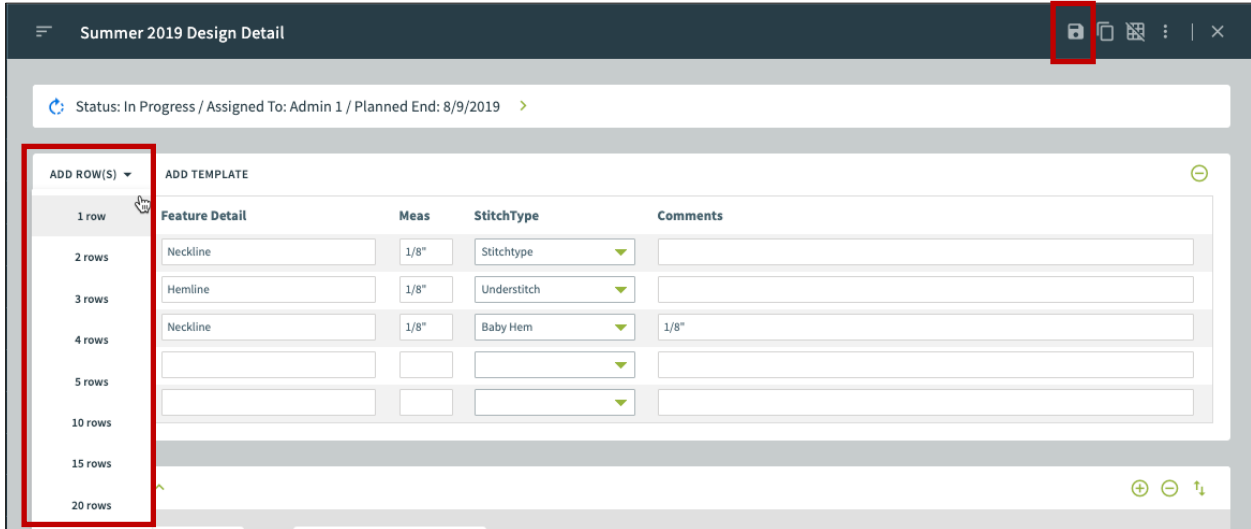 Summer 2019 Design Detail
Status: In Progress / Assigned To: Admin 1 / Planned End: 8/9/2019
ADD ROW(S) ADD TEMPLATE
1 row
2 rows
3 rows
4 rows
5 rows
10 rows
15 rows
20 rows
Feature Detail Meas StitchType Comments
Neckline 1/8" Stitchtype
Hemline 1/8" Understitch
Neckline 1/8" Baby Hem 1/8"